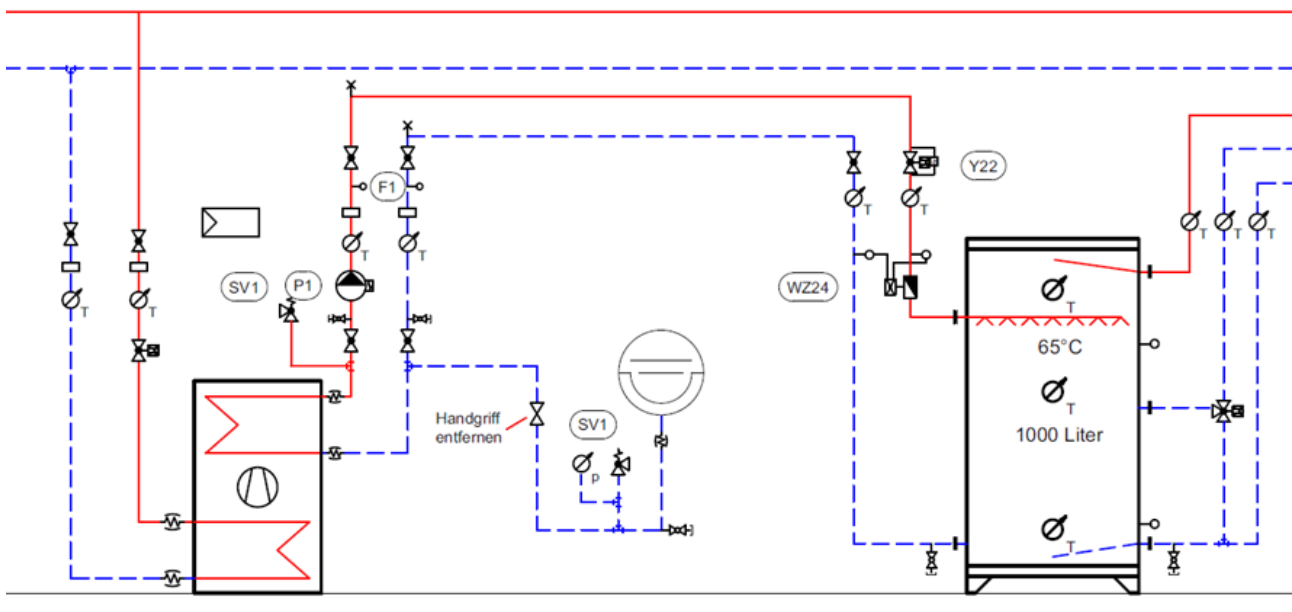 F1
Y22
T
T
T
T
T
T
T
T
T
SV1
P1
WZ24
T
65°C
T
Handgriff
entfernen
SV1
1000 Liter
p
T